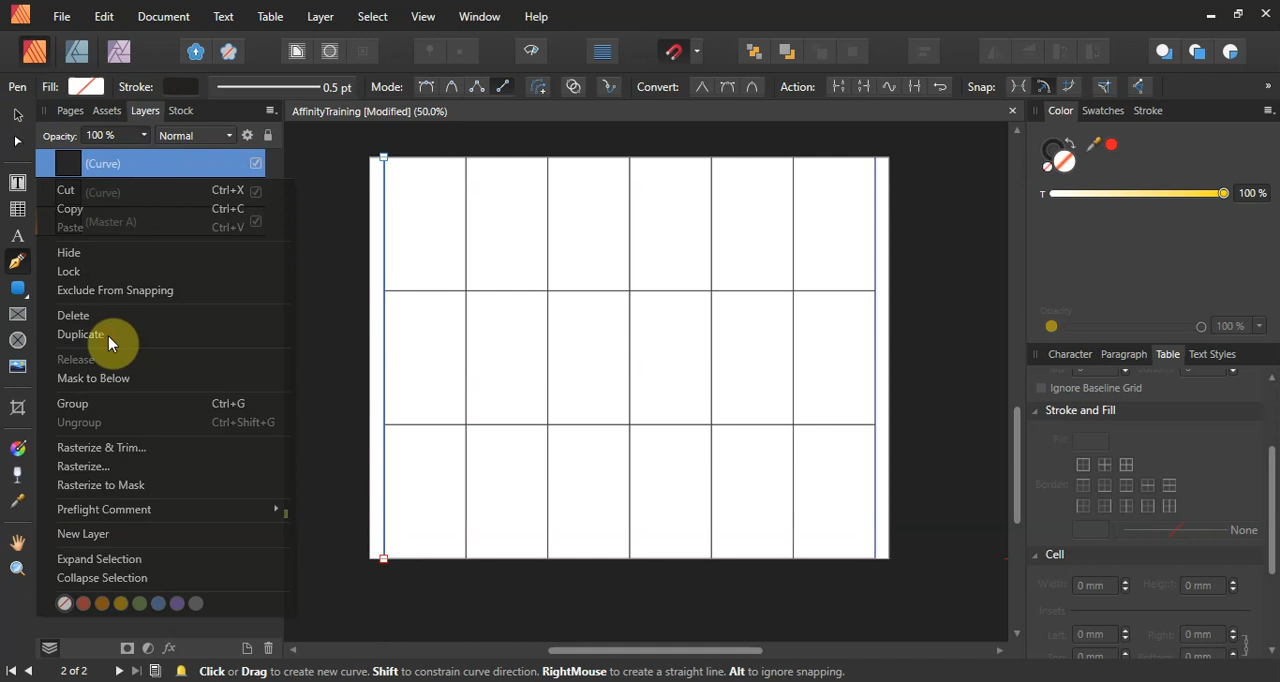 File Edit Document Text Table Layer Select View Window Help
Pen Fill: Stroke: 0.5 pt Mode: Convert: Action: Snap: »
Pages Assets Layers Stock AffinityTraining [Modified] (50.0%) Color Swatches Stroke
Opacity: 100 % Normal
(Curve)
Cut Ctrl+X
(Curve)
Copy Ctrl+C
(Master A)
Paste Ctrl+V
Hide
Lock
Exclude From Snapping
Delete
Duplicate
Release
Mask to Below
Group Ctrl+G
Ungroup Ctrl+Shift+G
Rasterize & Trim...
Rasterize...
Rasterize to Mask
Preflight Comment
New Layer
Expand Selection
Collapse Selection
T 100 %
Opacity
100 %
Character Paragraph Table Text Styles
Ignore Baseline Grid
Stroke and Fill
Fill:
Border:
None
Cell
Width: 0 mm Height: 0 mm
Insets
Left: 0 mm Right: 0 mm
0 mm 0 mm
2 of 2 Click or Drag to create new curve. Shift to constrain curve direction. RightMouse to create a straight line. Alt to ignore snapping.